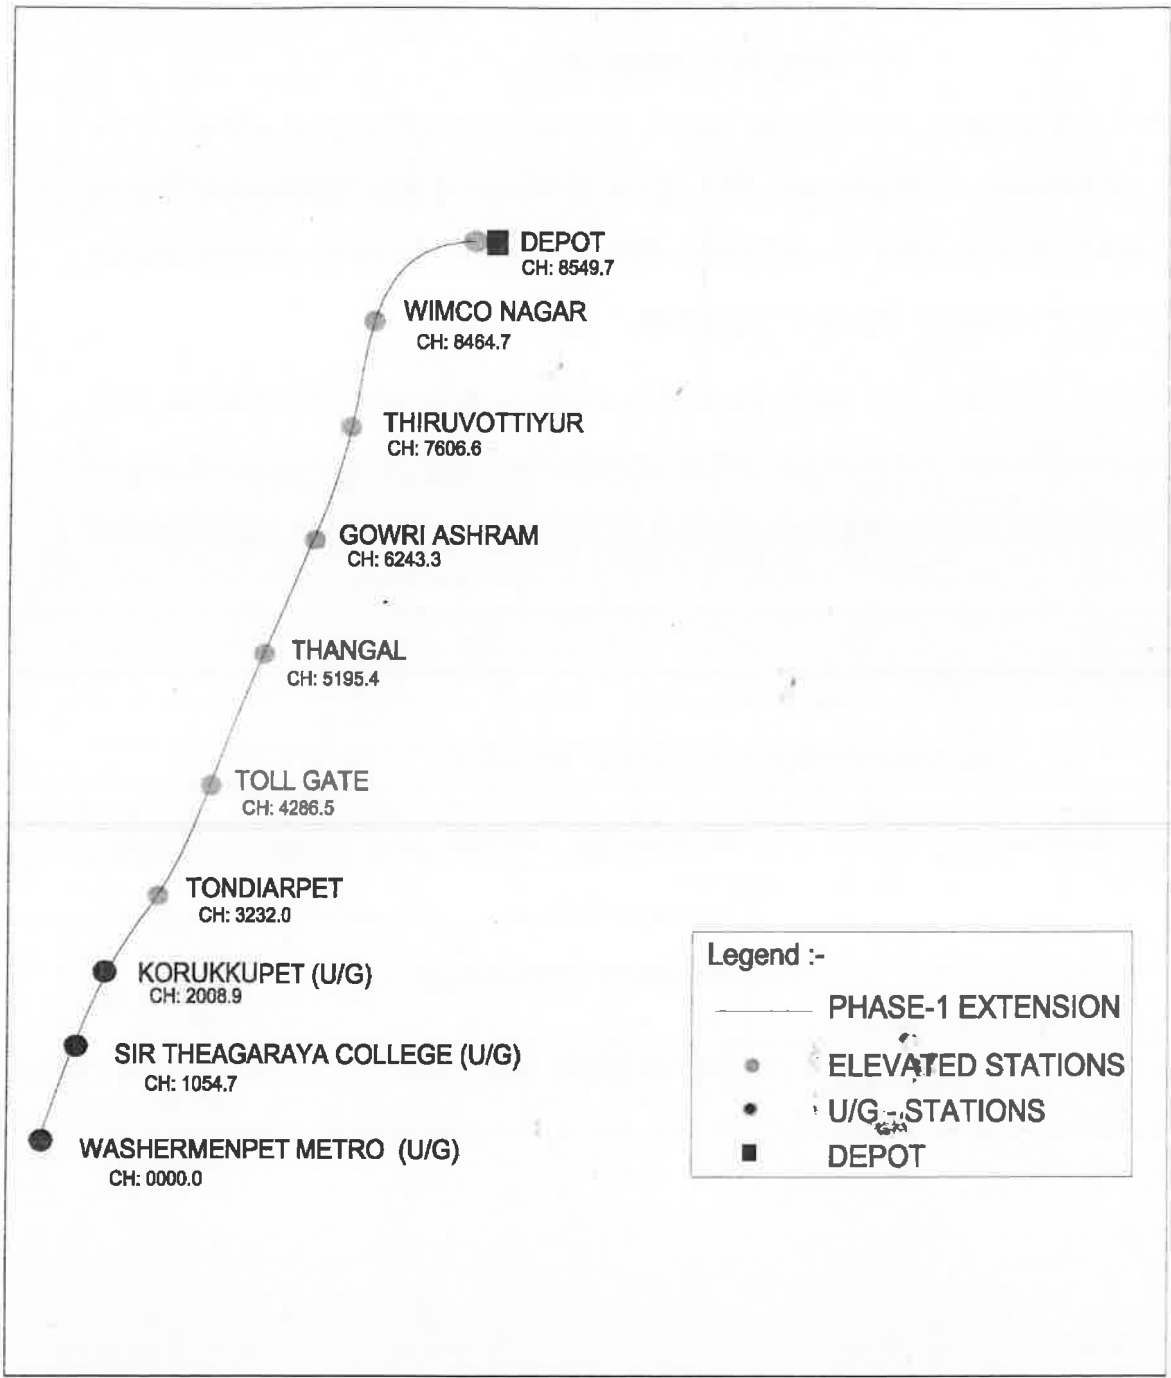 DEPOT
CH: 8549.7
WIMCO NAGAR
CH: 8464.7
THIRUVOTTIYUR
CH: 7606.6
GOWRI ASHRAM
CH: 6243.3
THANGAL
CH: 5195.4
TOLL GATE
CH: 4286.5
TONDIARPET
CH: 3232.0
KORUKKUPET (U/G)
CH: 2008.9
SIR THEAGARAYA COLLEGE (U/G)
CH: 1054.7
WASHERMENPET METRO (U/G)
CH: 0000.0
Legend :-
PHASE-1 EXTENSION
ELEVATED STATIONS
U/G - STATIONS
DEPOT